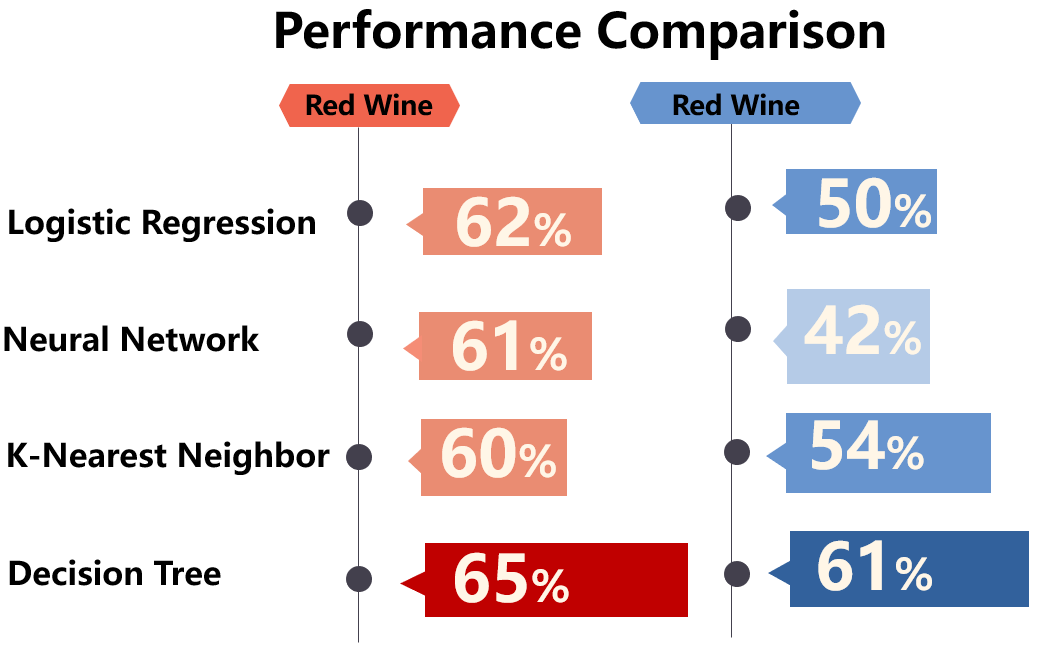 Performance Comparison
Red Wine
Red Wine
Logistic Regression
62%
50%
Neural Network
61%
42%
K-Nearest Neighbor
60%
54%
Decision Tree
65%
61%